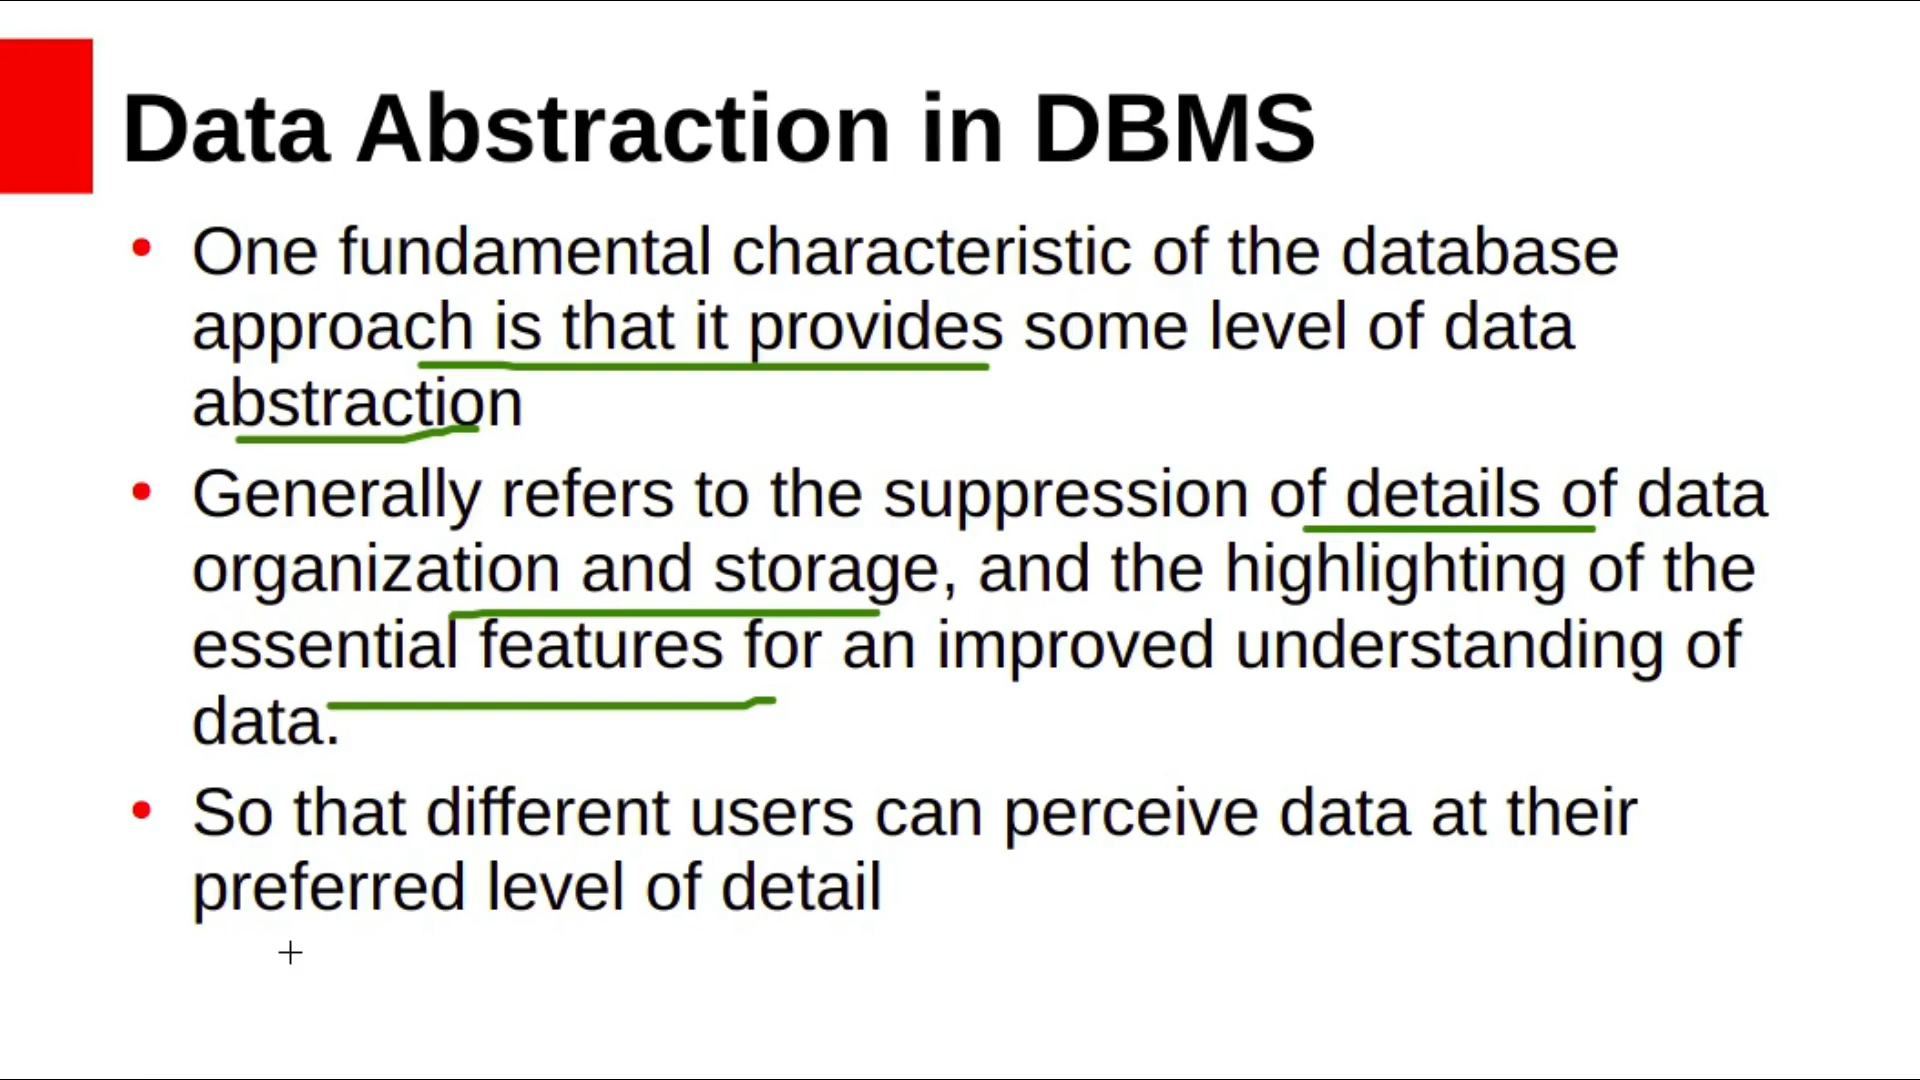 Data Abstraction in DBMS
• One fundamental characteristic of the database
approach is that it provides some level of data
abstraction
• Generally refers to the suppression of details of data
organization and storage, and the highlighting of the
essential features for an improved understanding of
data.
• So that different users can perceive data at their
preferred level of detail